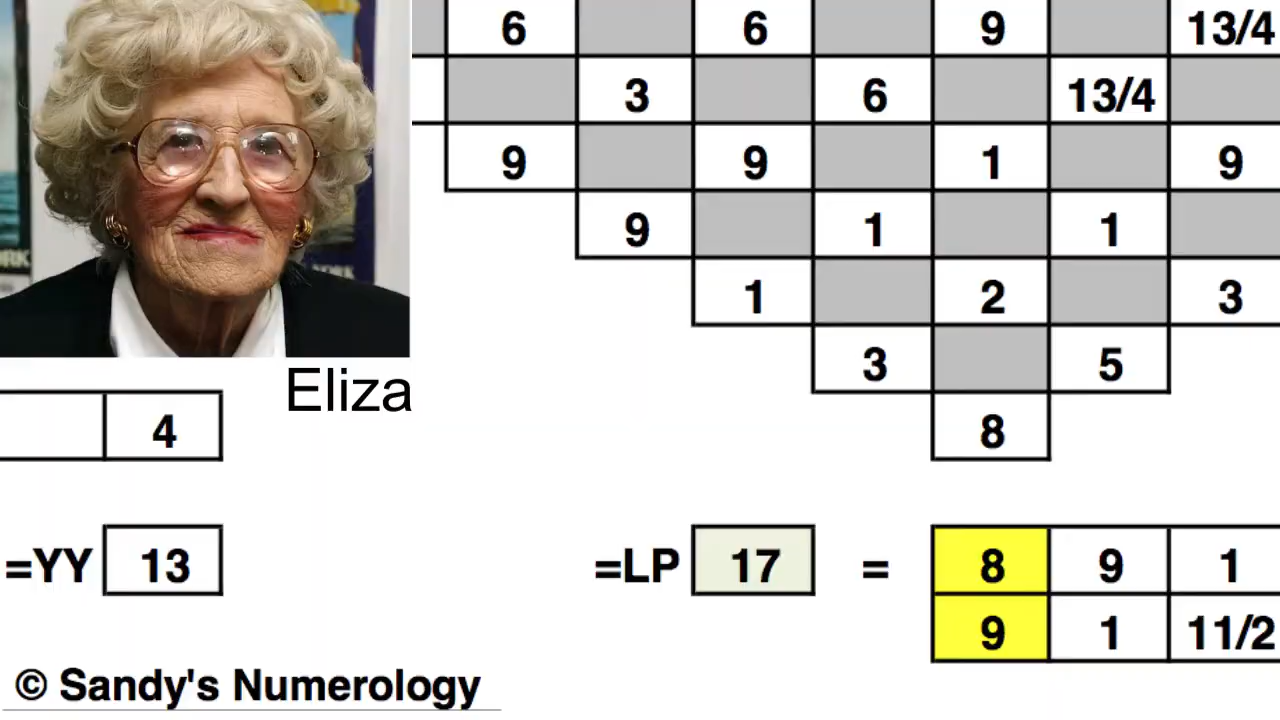 6 6 9 13/4
3 6 13/4
9 9 1 9
9 1 1
1 2 3
3 5
Eliza
4 8
=YY 13 =LP 17 = 8 9 1
9 1 11/2
© Sandy's Numerology